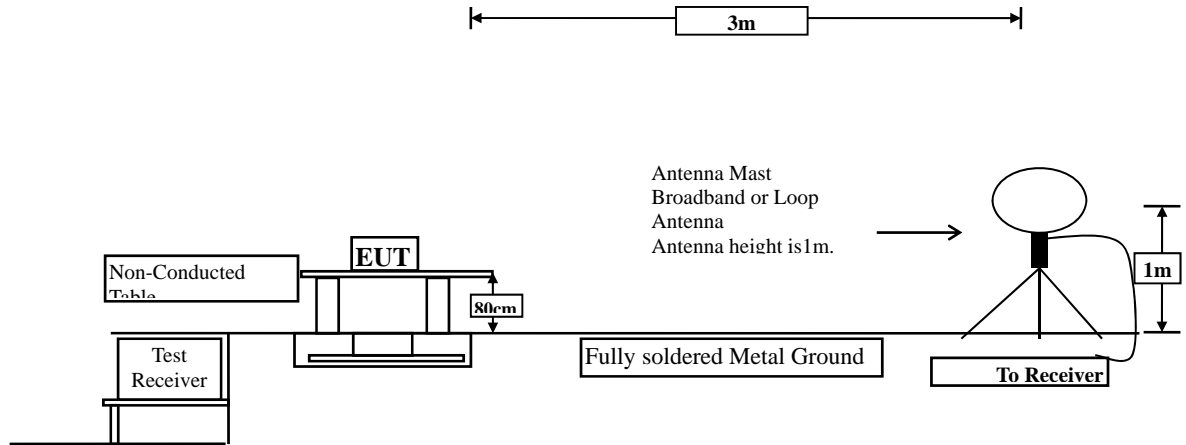 3m
Antenna Mast
Broadband or Loop
Antenna
Antenna height is1m.
EUT
Non-Conducted
Table
80cm
1m
Test
Receiver
Fully soldered Metal Ground
To Receiver